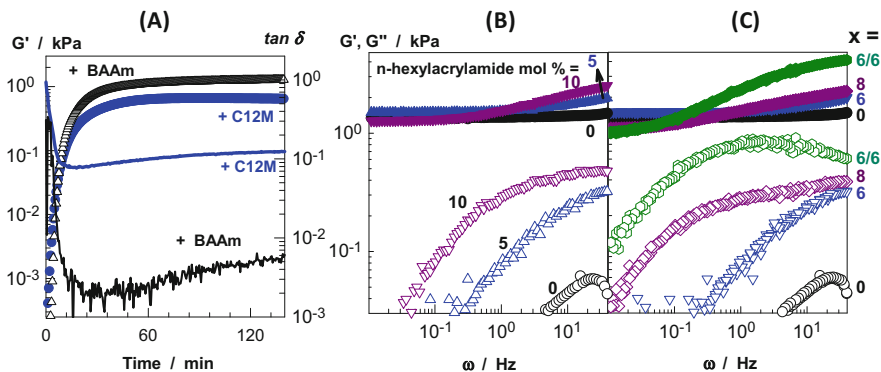 (A)
G' / kPa
tan δ
+ BAAm
+ C12M
+ C12M
+ BAAm
10⁰
10⁻¹
10⁻²
10⁻³
10⁰
10⁻¹
10⁻²
10⁻³
0 60 120
Time / min
(B)
G', G'' / kPa
n-hexylacrylamide mol % =
5
10
0
10
5
0
10⁰
10⁻¹
10⁻¹ 10⁰ 10¹
ω / Hz
(C)
x =
6/6
8
6
0
6/6
8
6
0
10⁻¹ 10⁰ 10¹
ω / Hz